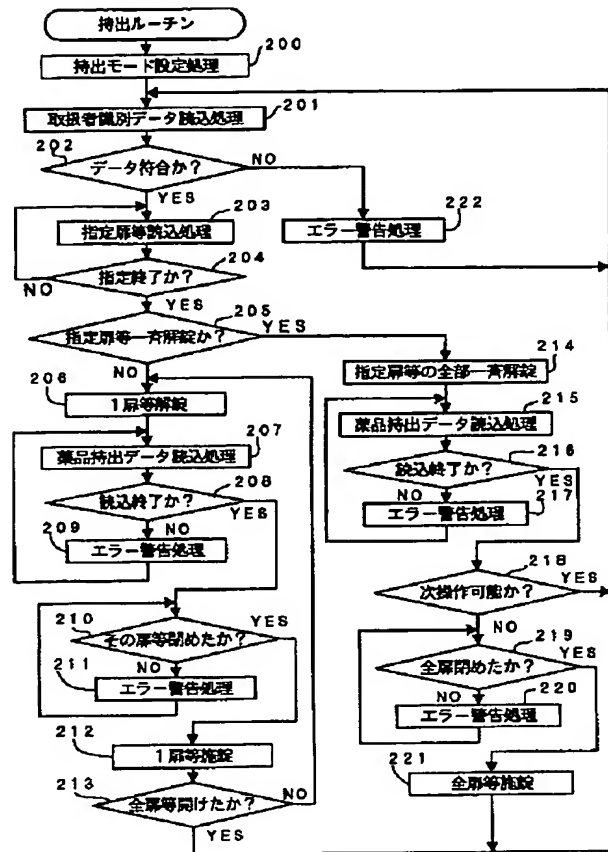 持出ルーチン
200
持出モード設定処理
201
取扱者識別データ読込処理
202
データ符合か?
NO
YES
203
222
指定扉等読込処理
エラー警告処理
204
指定終了か?
NO
YES
205
指定扉等一斉解錠か?
YES
NO
214
指定扉等の全部一斉解錠
206
1扉等解錠
215
薬品持出データ読込処理
207
薬品持出データ読込処理
216
読込終了か?
YES
208
読込終了か?
YES
NO
217
エラー警告処理
209
NO
エラー警告処理
218
次操作可能か?
YES
NO
210
その扉等閉めたか?
YES
219
全扉閉めたか?
YES
211
NO
エラー警告処理
NO
220
エラー警告処理
212
1扉等施錠
221
全扉等施錠
213
全扉等開けたか?
NO
YES